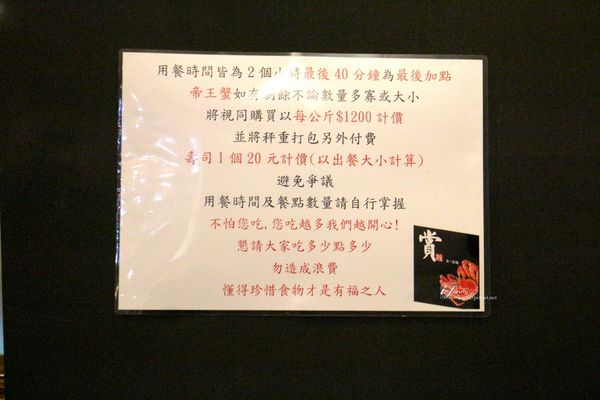 用餐時間皆為2個小時最後40分鐘為最後加點
帝王蟹如有剩餘不論數量多寡或大小
將視同購買以每公斤$1200計價
並將秤重打包另外付費
壽司1個20元計價(以出餐大小計算)
避免爭議
用餐時間及餐點數量請自行掌握
不怕您吃,您吃越多我們越開心!
懇請大家吃多少點多少
勿造成浪費
懂得珍惜食物才是有福之人
賞